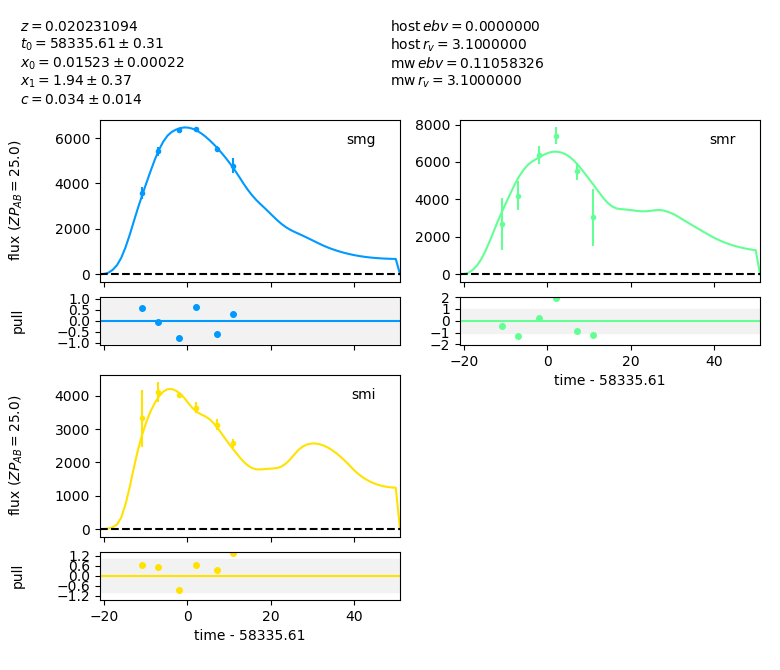 z = 0.020231094
t₀ = 58335.61 ± 0.31
x₀ = 0.01523 ± 0.00022
x₁ = 1.94 ± 0.37
c = 0.034 ± 0.014
host ebv = 0.0000000
host r_v = 3.1000000
mw ebv = 0.11058326
mw r_v = 3.1000000
flux (ZP_AB = 25.0)
6000
4000
2000
0
smg
8000
6000
4000
2000
0
smr
pull
1.0
0.5
0.0
−0.5
−1.0
2
1
0
−1
−2
−20
0
20
40
time - 58335.61
flux (ZP_AB = 25.0)
4000
3000
2000
1000
0
smi
pull
1.2
0.6
0.0
−0.6
−1.2
−20
0
20
40
time - 58335.61